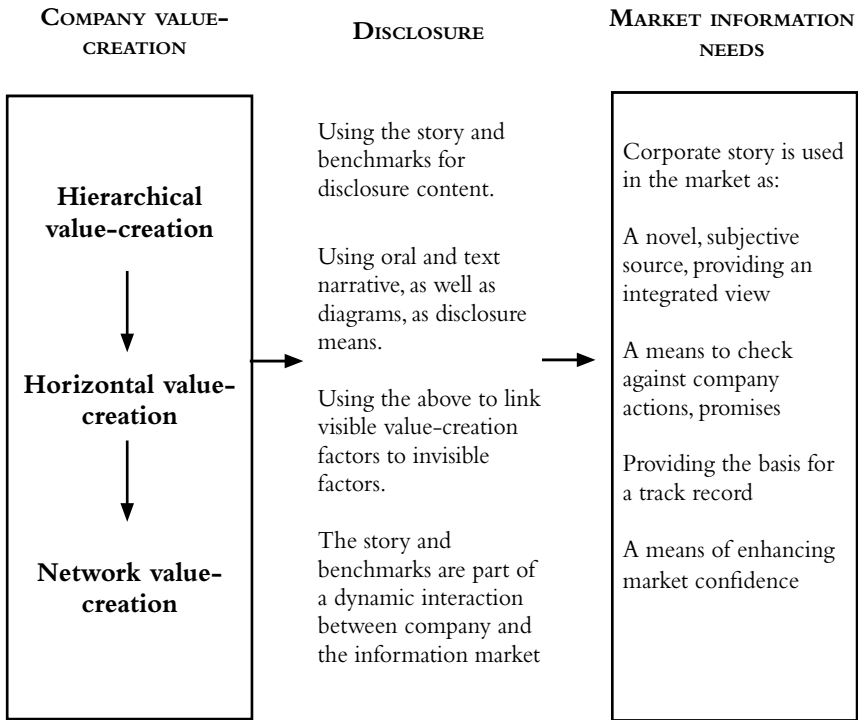 COMPANY VALUE-
CREATION
DISCLOSURE
MARKET INFORMATION
NEEDS
Hierarchical
value-creation
Horizontal value-
creation
Network value-
creation
Using the story and
benchmarks for
disclosure content.
Using oral and text
narrative, as well as
diagrams, as disclosure
means.
Using the above to link
visible value-creation
factors to invisible
factors.
The story and
benchmarks are part of
a dynamic interaction
between company and
the information market
Corporate story is used
in the market as:
A novel, subjective
source, providing an
integrated view
A means to check
against company
actions, promises
Providing the basis for
a track record
A means of enhancing
market confidence